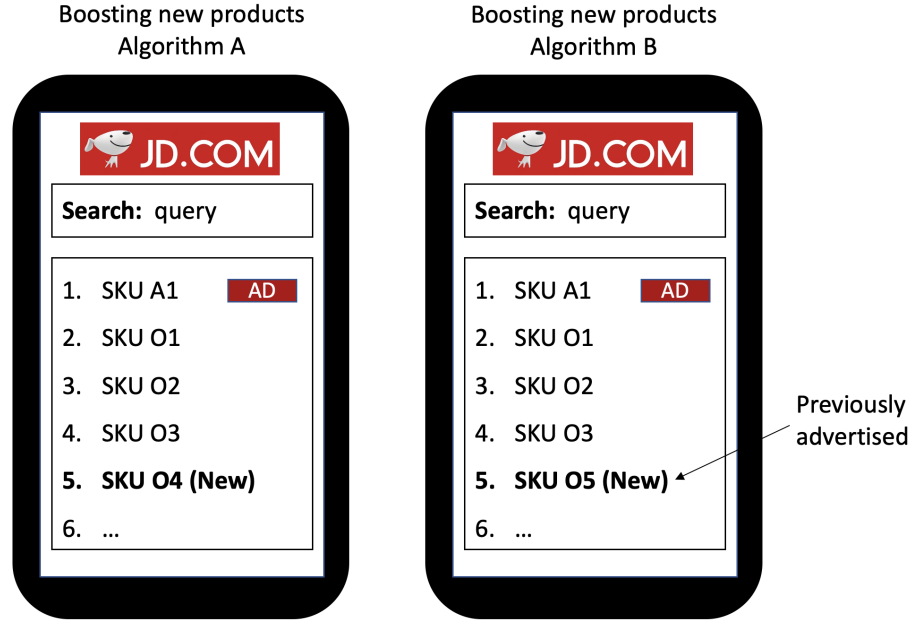 Boosting new products
Algorithm A
JD.COM
Search: query
1. SKU A1 AD
2. SKU O1
3. SKU O2
4. SKU O3
5. SKU O4 (New)
6. ...
Boosting new products
Algorithm B
JD.COM
Search: query
1. SKU A1 AD
2. SKU O1
3. SKU O2
4. SKU O3
5. SKU O5 (New)
6. ...
Previously
advertised